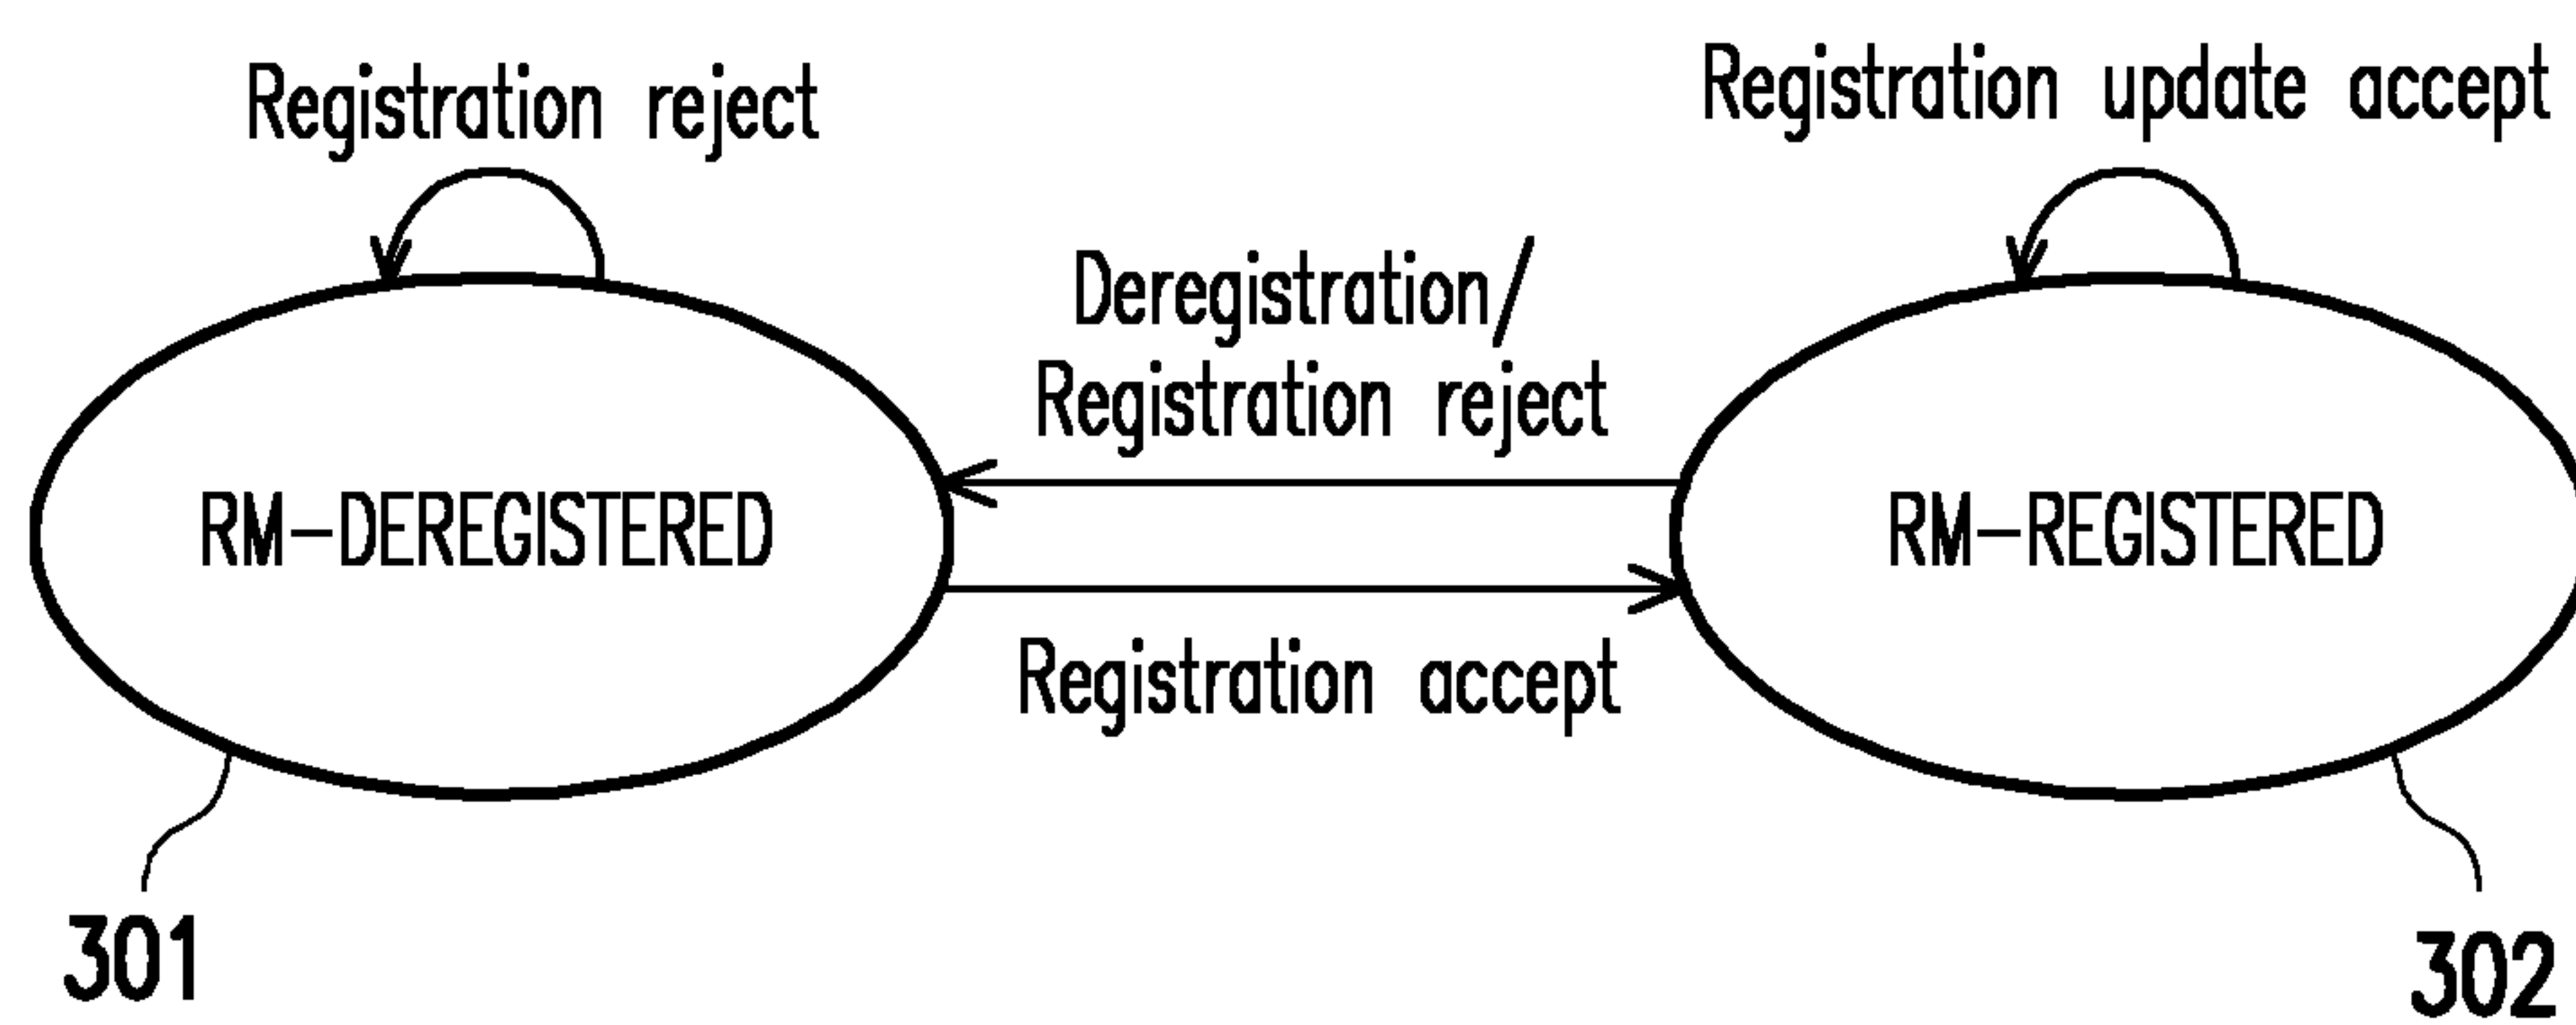 Registration reject
Registration update accept
Deregistration/
Registration reject
RM-DEREGISTERED
RM-REGISTERED
Registration accept
301
302